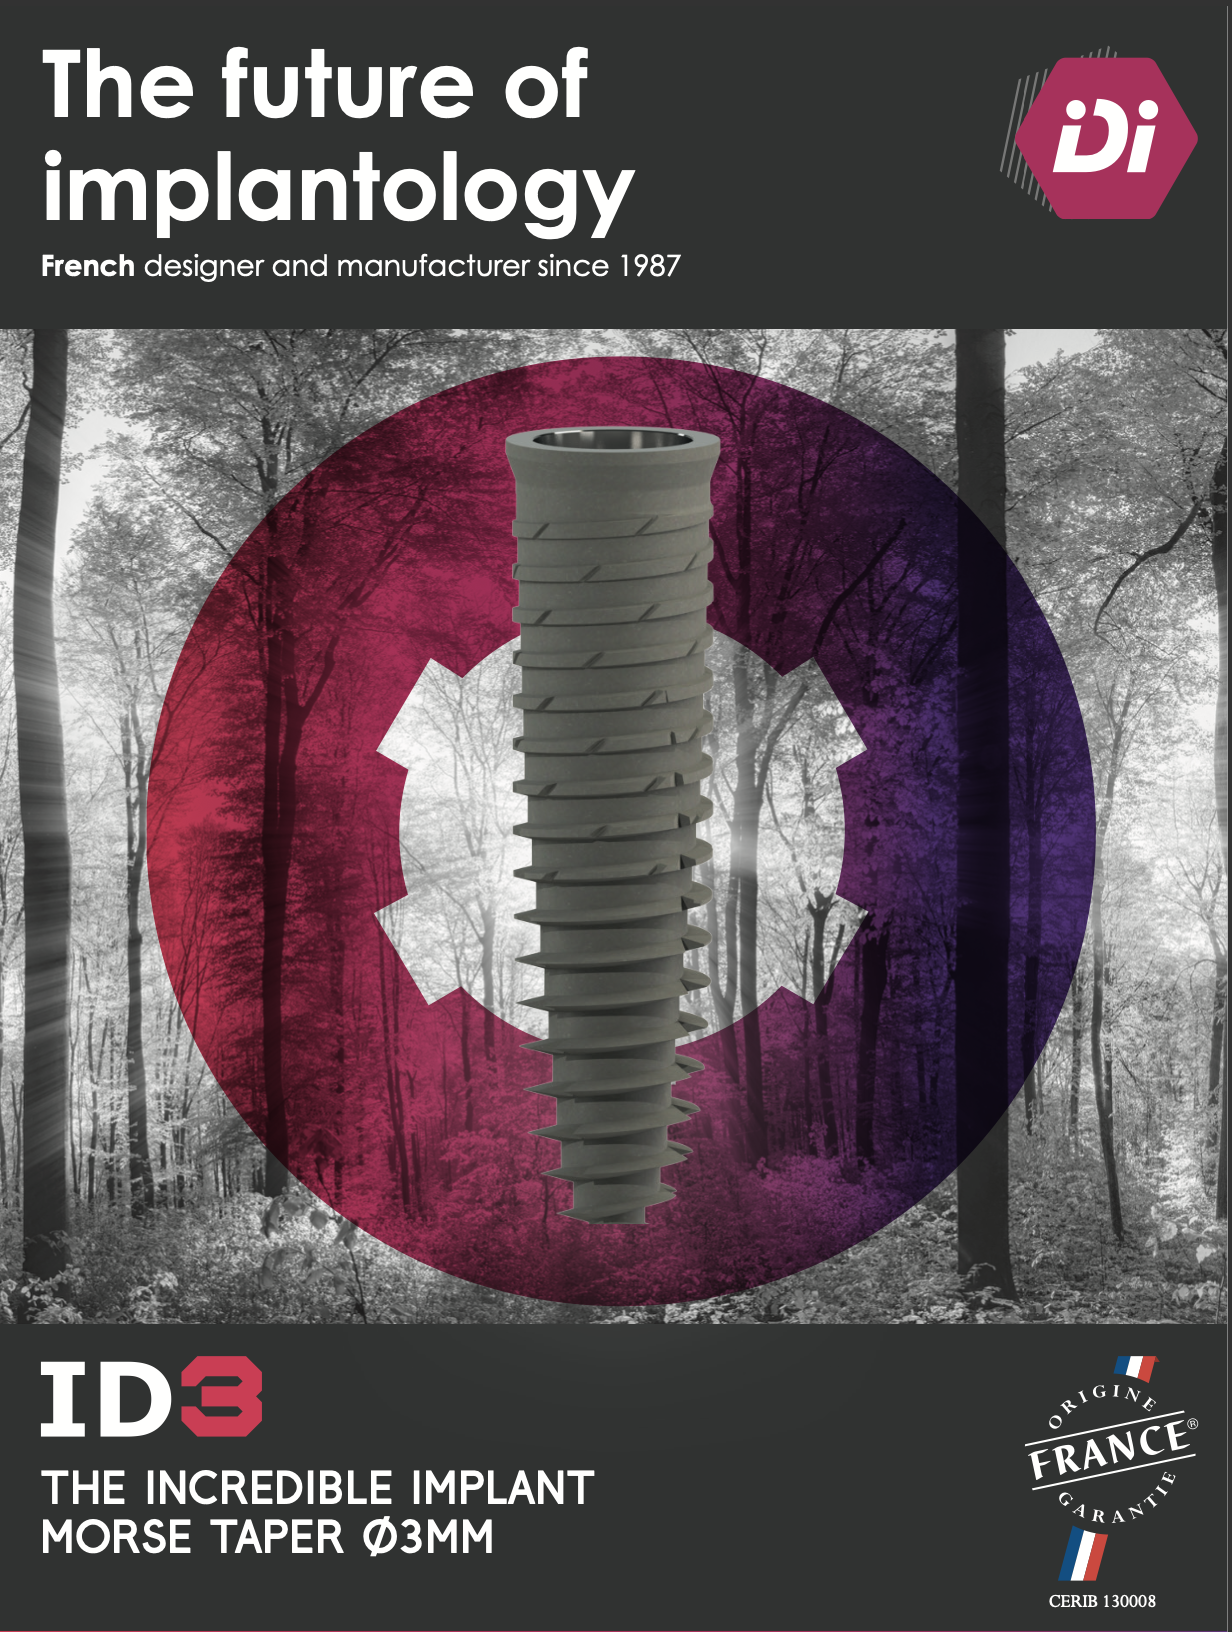 The future of
implantology
French designer and manufacturer since 1987
iDi
ID3
THE INCREDIBLE IMPLANT
MORSE TAPER Ø3MM
ORIGINE
FRANCE®
GARANTIE
CERIB 130008